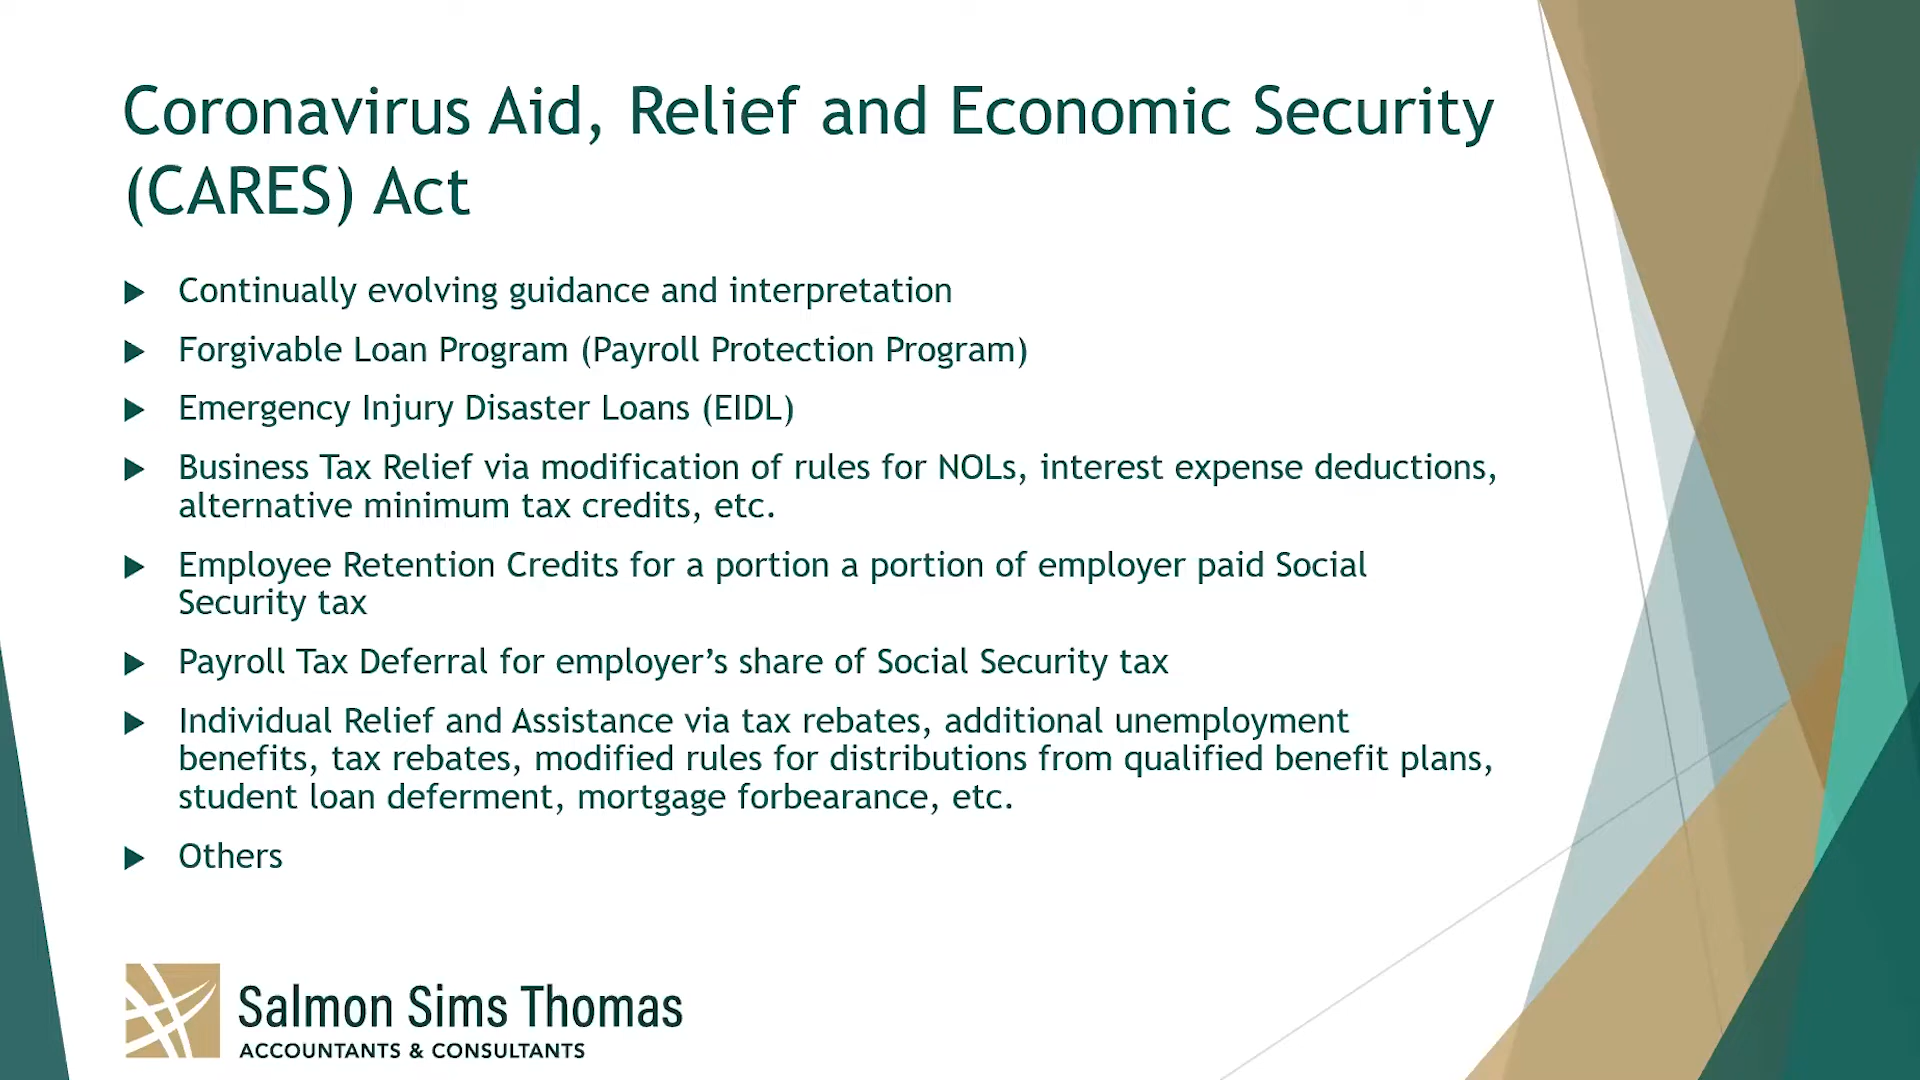 Coronavirus Aid, Relief and Economic Security
(CARES) Act
Continually evolving guidance and interpretation
Forgivable Loan Program (Payroll Protection Program)
Emergency Injury Disaster Loans (EIDL)
Business Tax Relief via modification of rules for NOLs, interest expense deductions,
alternative minimum tax credits, etc.
Employee Retention Credits for a portion a portion of employer paid Social
Security tax
Payroll Tax Deferral for employer’s share of Social Security tax
Individual Relief and Assistance via tax rebates, additional unemployment
benefits, tax rebates, modified rules for distributions from qualified benefit plans,
student loan deferment, mortgage forbearance, etc.
Others
Salmon Sims Thomas
ACCOUNTANTS & CONSULTANTS